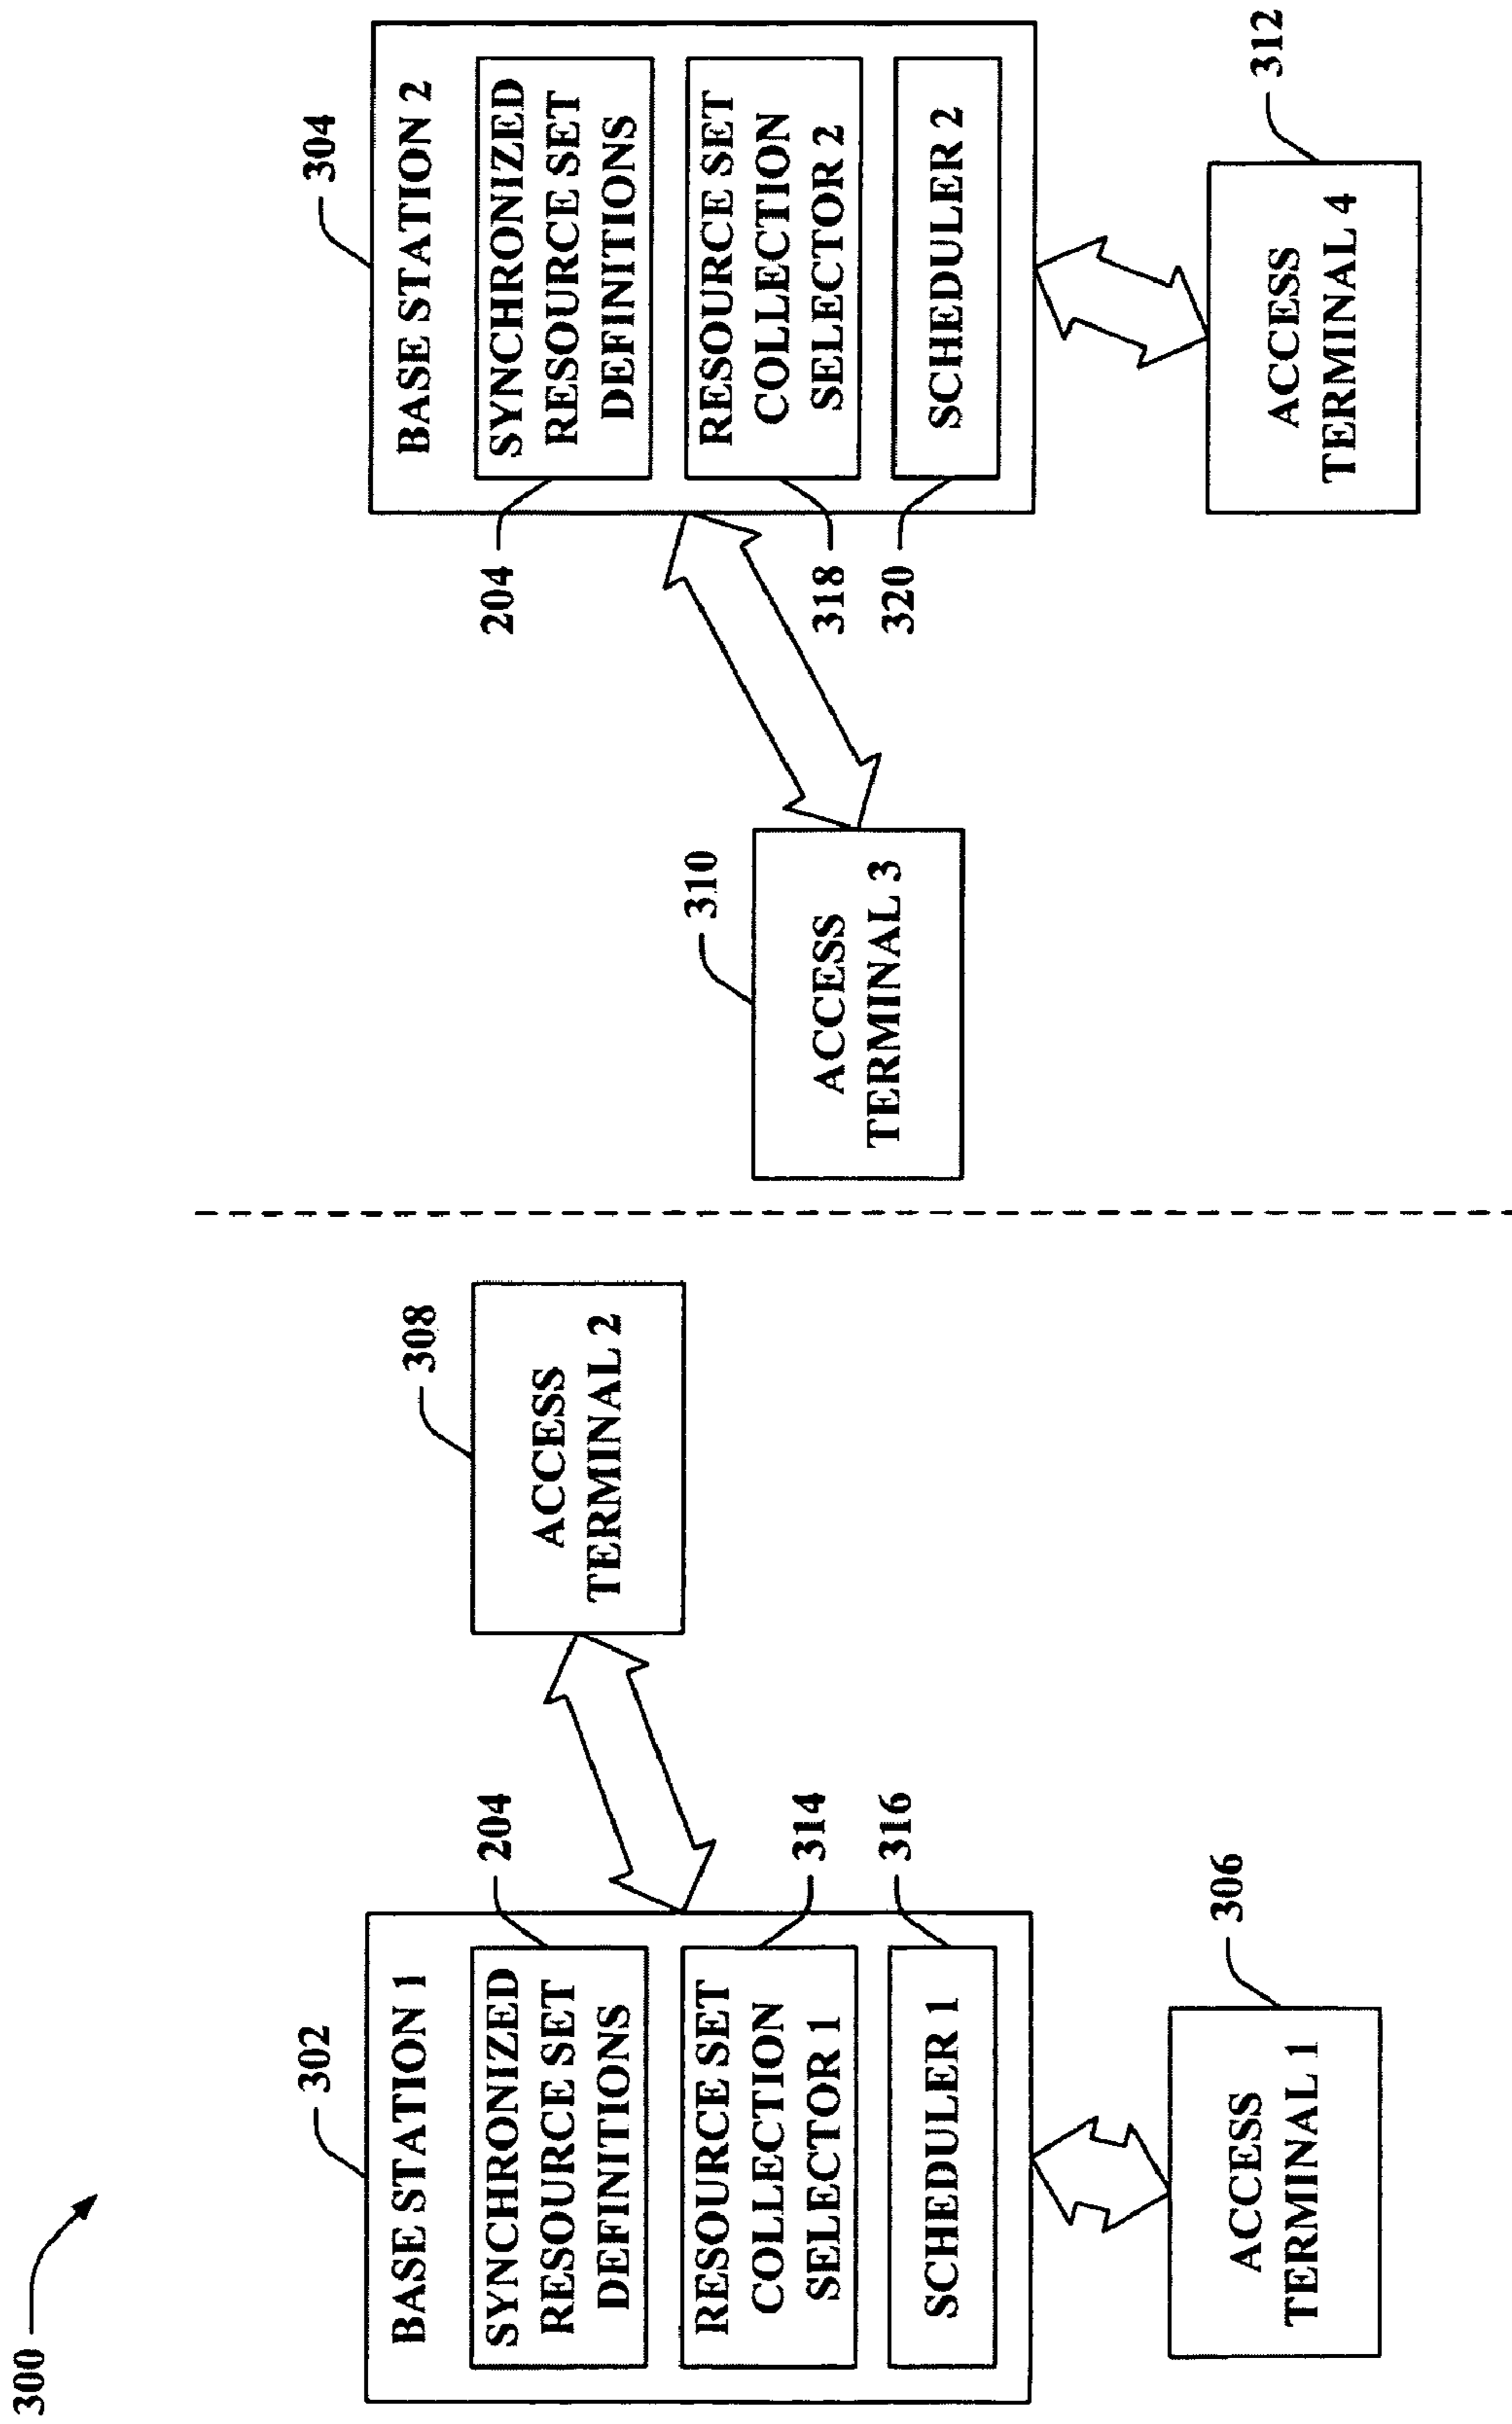 300
302
BASE STATION 1
SYNCHRONIZED
RESOURCE SET
DEFINITIONS
204
RESOURCE SET
COLLECTION
SELECTOR 1
314
SCHEDULER 1
316
ACCESS
TERMINAL 1
306
308
ACCESS
TERMINAL 2
310
ACCESS
TERMINAL 3
304
BASE STATION 2
SYNCHRONIZED
RESOURCE SET
DEFINITIONS
204
RESOURCE SET
COLLECTION
SELECTOR 2
318
SCHEDULER 2
320
ACCESS
TERMINAL 4
312